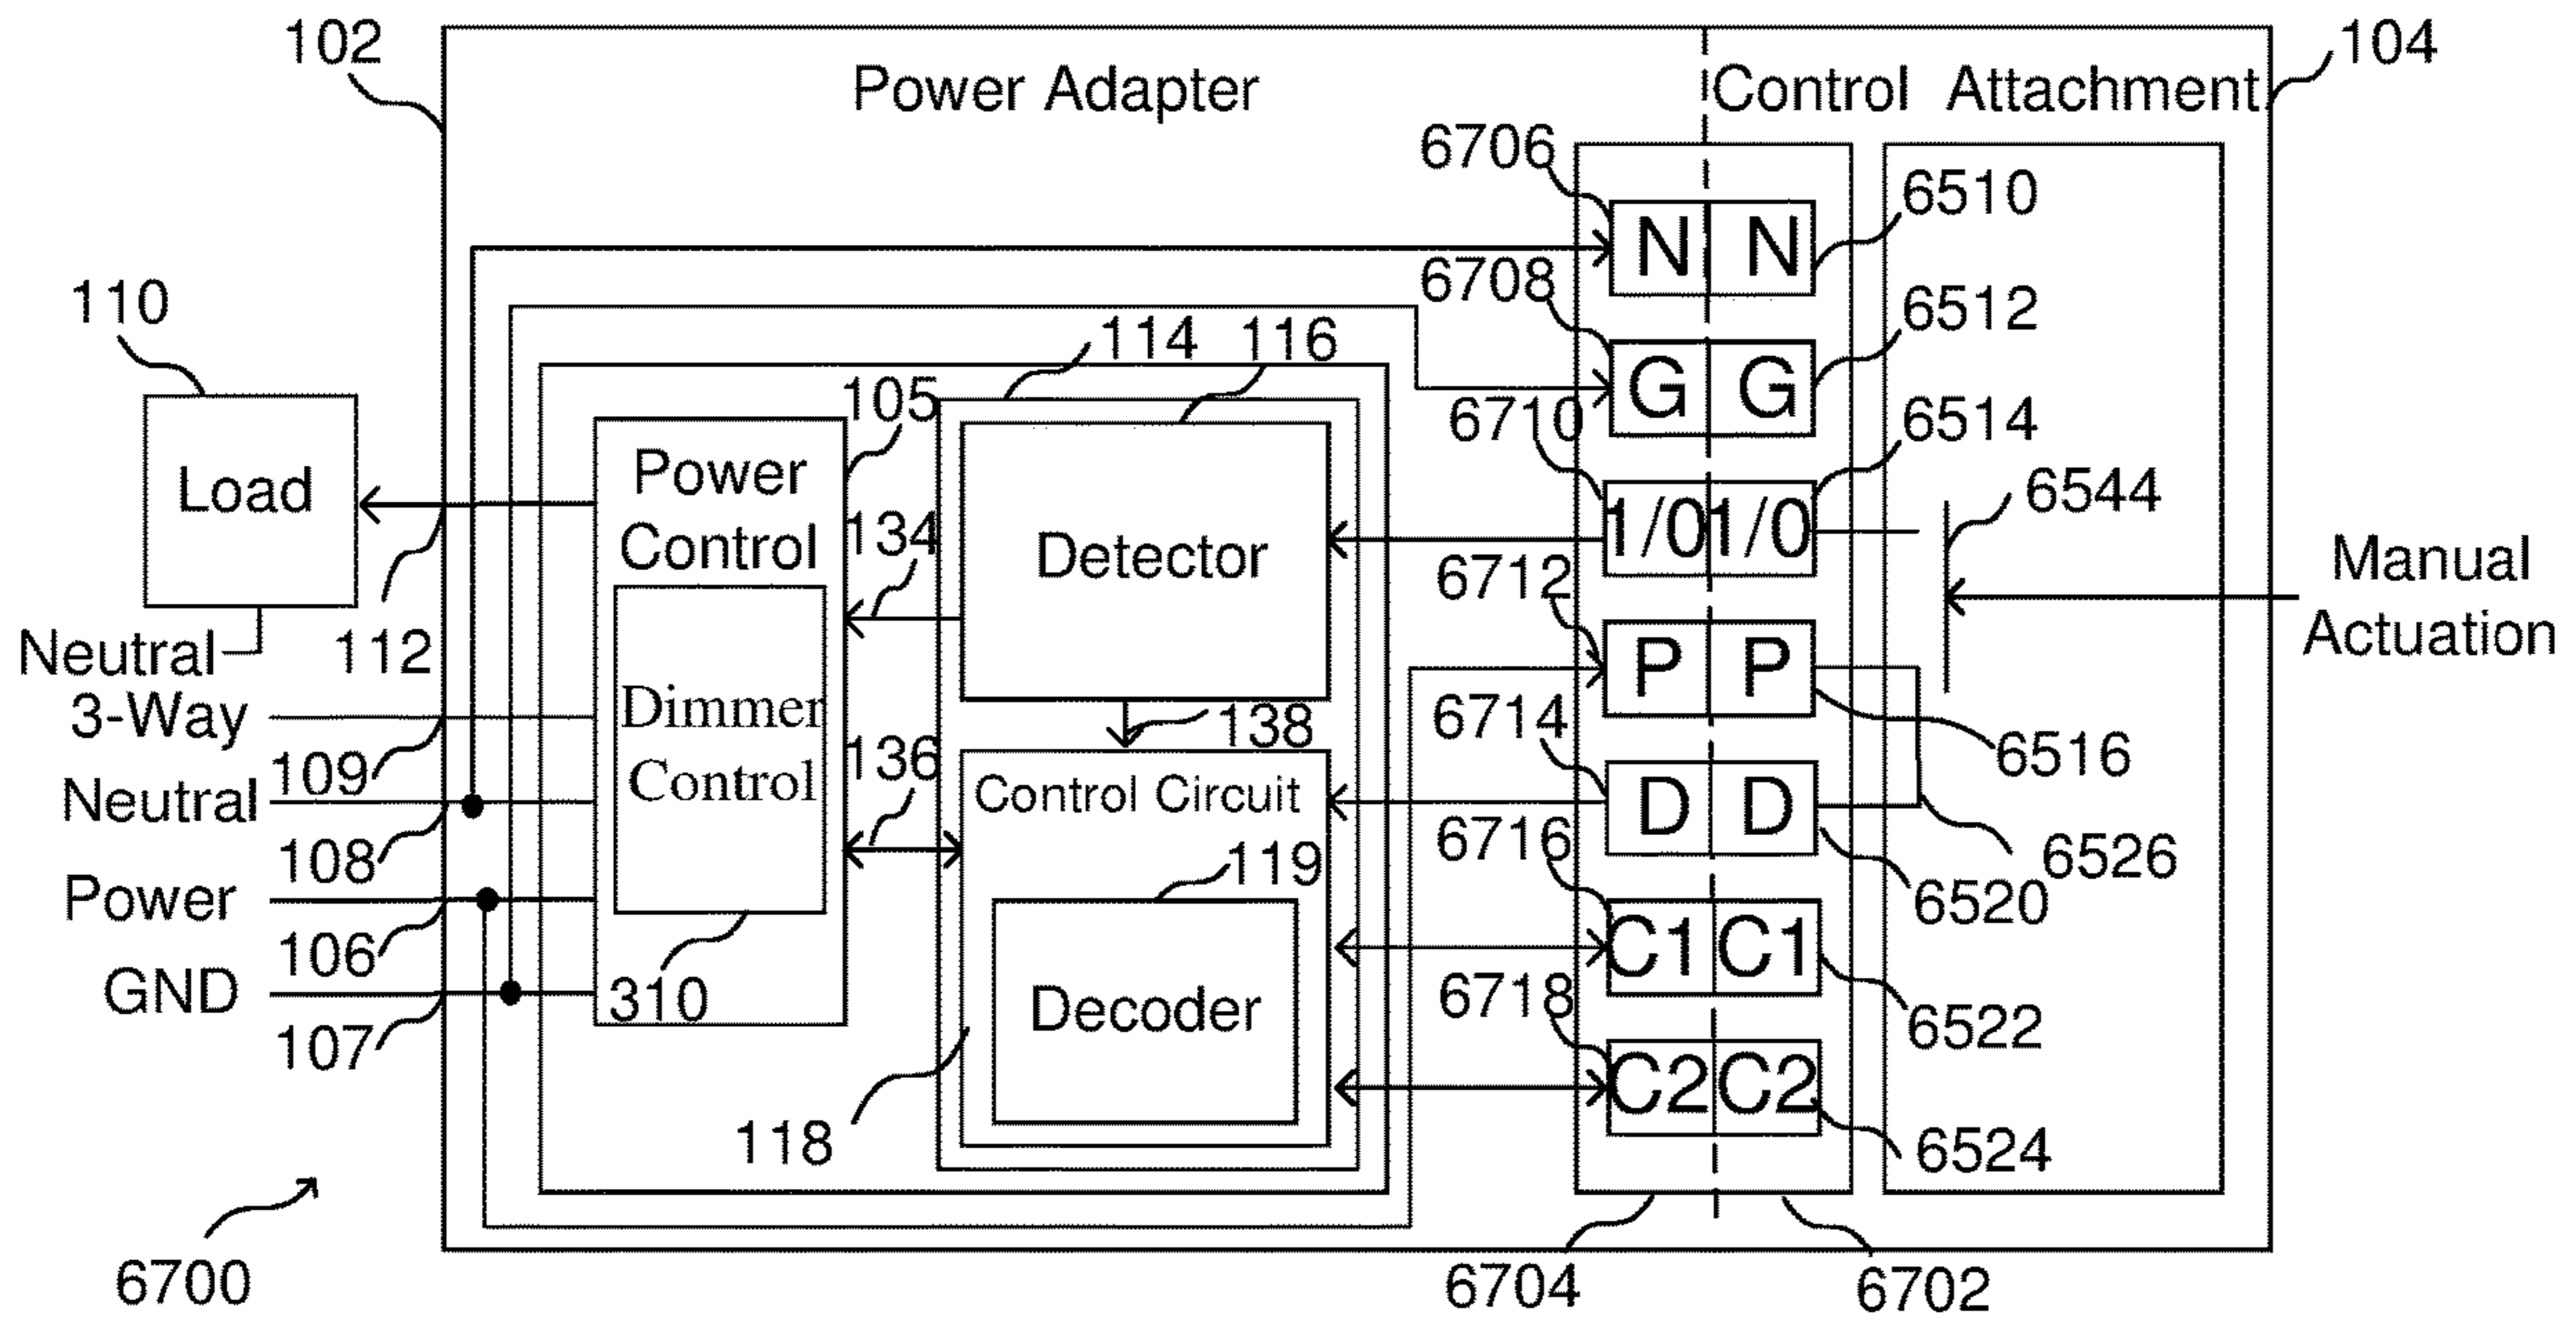 102
Power Adapter
Control Attachment
104
6706
N N
6510
6708
G G
6512
110
114
116
105
6710
1/0 1/0
6514
Load
Power
Control
134
Detector
6544
Manual
Actuation
6712
P P
6516
Neutral
112
3-Way
109
Dimmer
Control
136
138
6714
D D
6520
6526
Neutral
108
Control Circuit
119
6716
C1 C1
6522
Power
106
GND
107
310
Decoder
6718
C2 C2
6524
118
6700
6704
6702